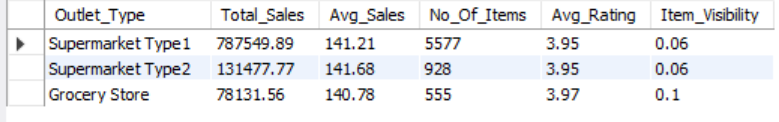 Outlet_Type Total_Sales Avg_Sales No_Of_Items Avg_Rating Item_Visibility
Supermarket Type1 787549.89 141.21 5577 3.95 0.06
Supermarket Type2 131477.77 141.68 928 3.95 0.06
Grocery Store 78131.56 140.78 555 3.97 0.1